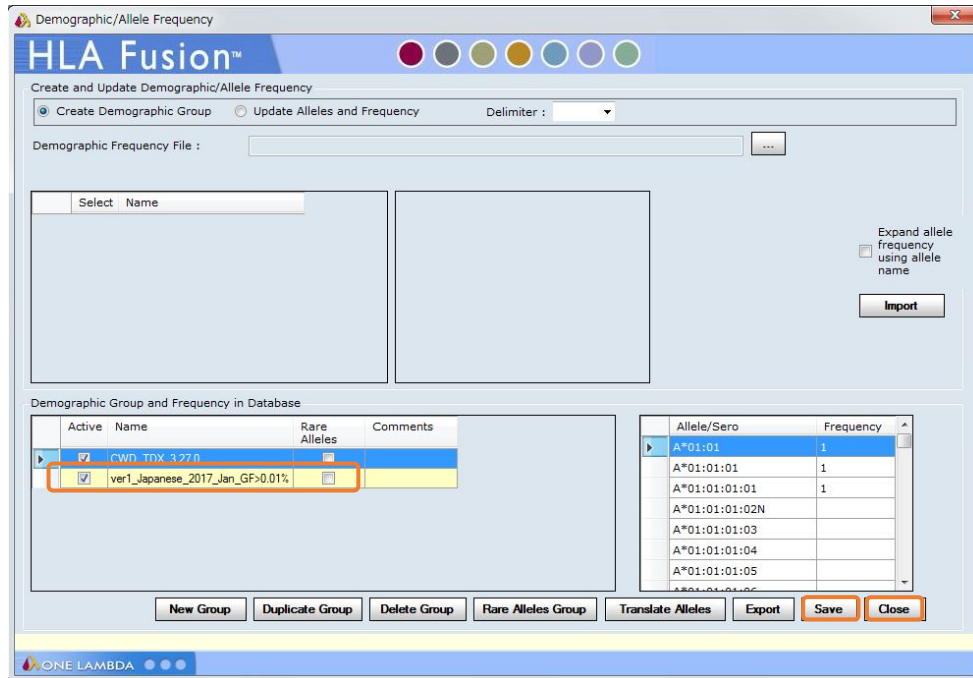 Demographic/Allele Frequency
HLA Fusion™
Create and Update Demographic/Allele Frequency
Create Demographic Group Update Alleles and Frequency Delimiter :
Demographic Frequency File : ...
Select Name
Expand allele
frequency
using allele
name
Import
Demographic Group and Frequency in Database
Active Name Rare Alleles Comments
CWD_TDX_3.27.0
ver1_Japanese_2017_Jan_GF>0.01%
Allele/Sero Frequency
A*01:01 1
A*01:01:01 1
A*01:01:01:01 1
A*01:01:01:02N
A*01:01:01:03
A*01:01:01:04
A*01:01:01:05
New Group Duplicate Group Delete Group Rare Alleles Group Translate Alleles Export Save Close
ONE LAMBDA